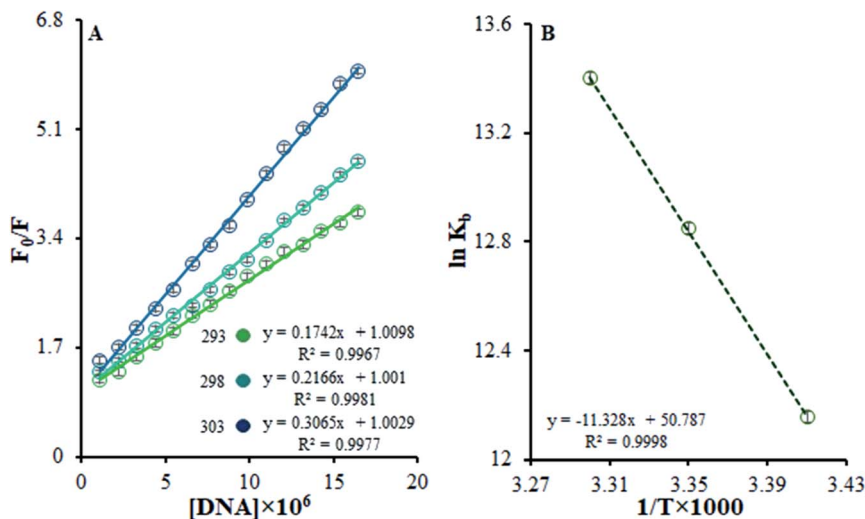 A
F₀/F
6.8
5.1
3.4
1.7
0
293 y = 0.1742x + 1.0098
R² = 0.9967
298 y = 0.2166x + 1.001
R² = 0.9981
303 y = 0.3065x + 1.0029
R² = 0.9977
0 5 10 15 20
[DNA]×10⁶
B
ln K_b
13.6
13.2
12.8
12.4
12
y = -11.328x + 50.787
R² = 0.9998
3.27 3.31 3.35 3.39 3.43
1/T×1000